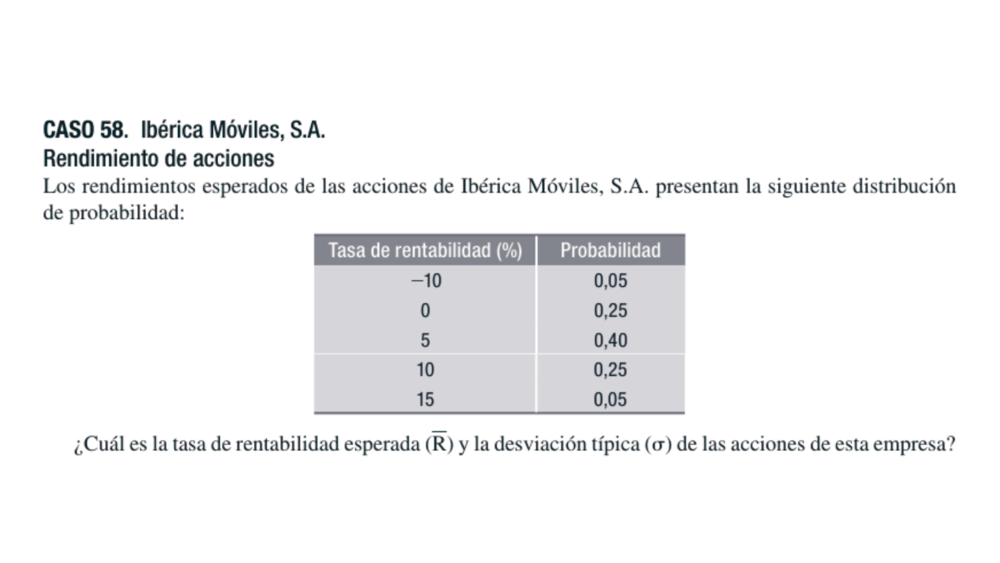 CASO 58. Ibérica Móviles, S.A.
Rendimiento de acciones
Los rendimientos esperados de las acciones de Ibérica Móviles, S.A. presentan la siguiente distribución
de probabilidad:
Tasa de rentabilidad (%) Probabilidad
–10 0,05
0 0,25
5 0,40
10 0,25
15 0,05
¿Cuál es la tasa de rentabilidad esperada (R̅) y la desviación típica (σ) de las acciones de esta empresa?